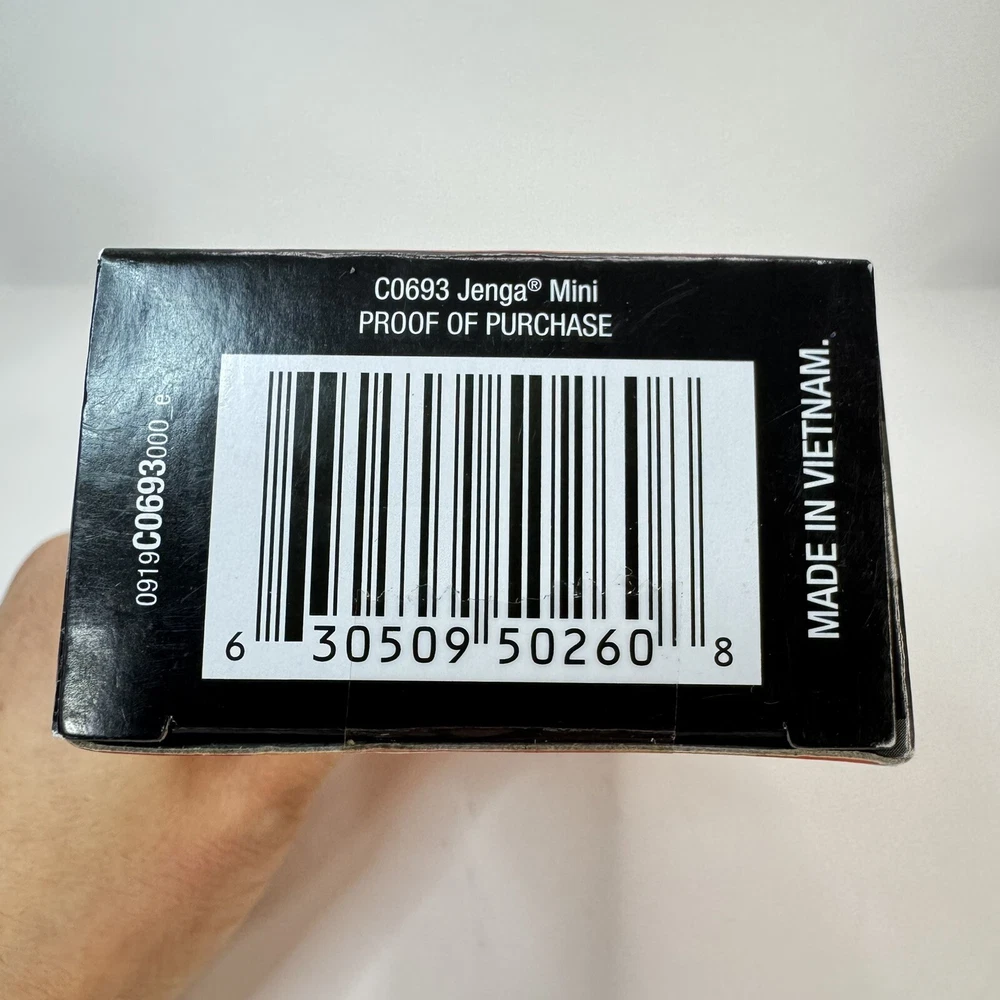 C0693 Jenga® Mini
PROOF OF PURCHASE
0919C0693000_e
MADE IN VIETNAM.
6 30509 50260 8